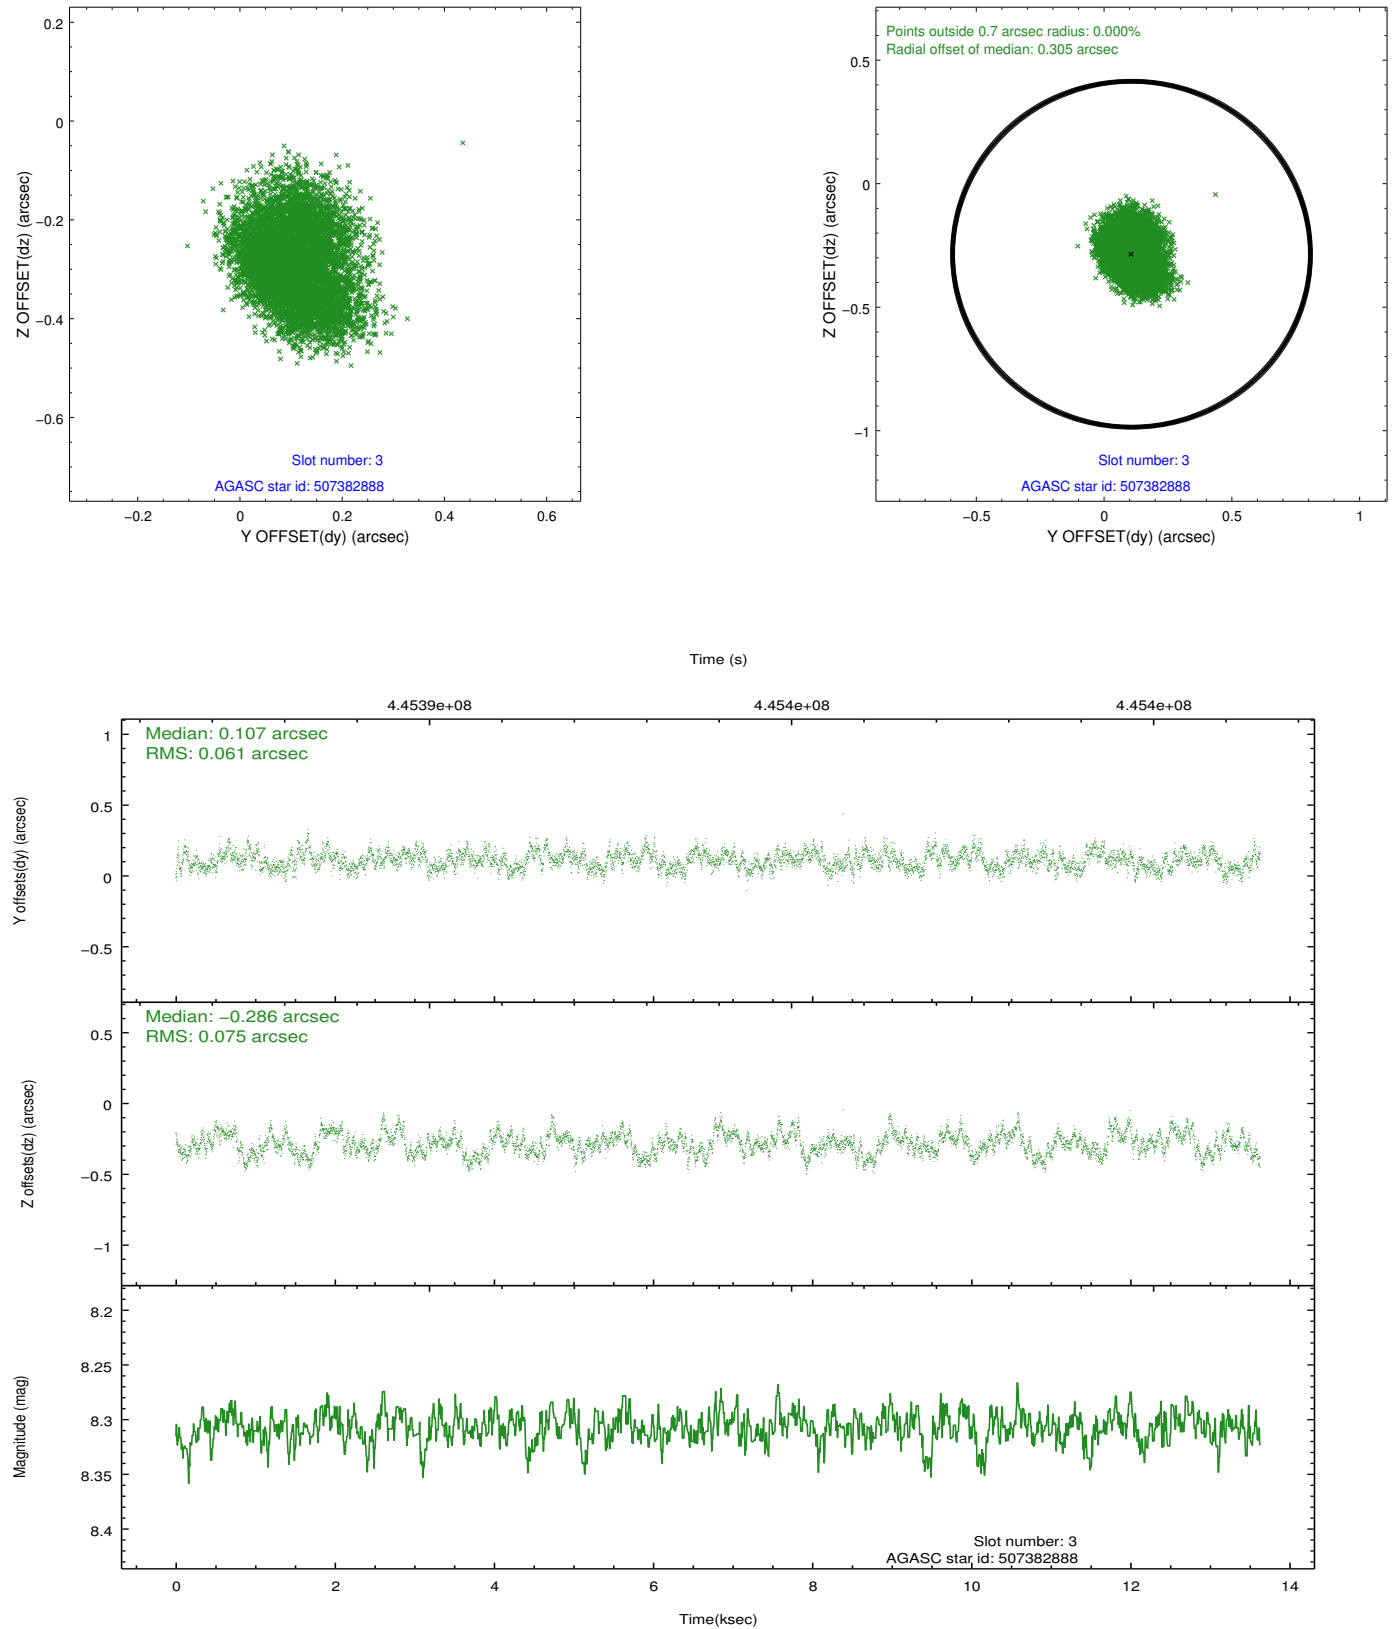 0.2
0
−0.2
−0.4
−0.6
Z OFFSET(dz) (arcsec)
Slot number: 3
AGASC star id: 507382888
−0.2
0
0.2
0.4
0.6
Y OFFSET(dy) (arcsec)
Points outside 0.7 arcsec radius: 0.000%
Radial offset of median: 0.305 arcsec
0.5
0
−0.5
−1
Z OFFSET(dz) (arcsec)
Slot number: 3
AGASC star id: 507382888
−0.5
0
0.5
1
Y OFFSET(dy) (arcsec)
Time (s)
4.4539e+08
4.454e+08
4.454e+08
Median: 0.107 arcsec
RMS: 0.061 arcsec
1
0.5
0
−0.5
Y offsets(dy) (arcsec)
Median: −0.286 arcsec
RMS: 0.075 arcsec
0.5
0
−0.5
−1
Z offsets(dz) (arcsec)
8.2
8.25
8.3
8.35
8.4
Magnitude (mag)
Slot number: 3
AGASC star id: 507382888
0
2
4
6
8
10
12
14
Time(ksec)